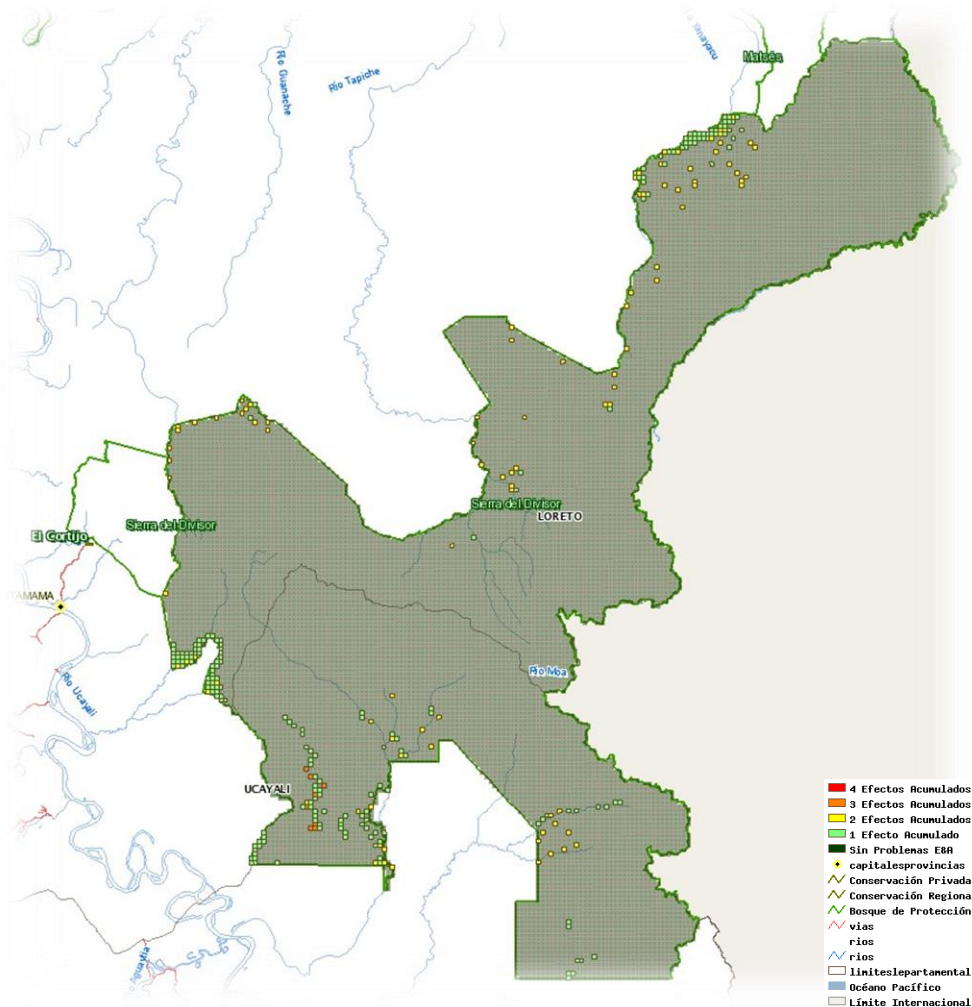 Río Guanache
Río Tapiche
Matsés
Sierra del Divisor
LORETO
Sierra del Divisor
El Cortijo
TAMAMA
Río Moa
Río Ucayali
UCAYALI
4 Efectos Acumulados
3 Efectos Acumulados
2 Efectos Acumulados
1 Efecto Acumulado
Sin Problemas E&A
capitalesprovincias
Conservación Privada
Conservación Regiona
Bosque de Protección
vias
rios
rios
limiteslepartamental
Océano Pacífico
Límite Internacional